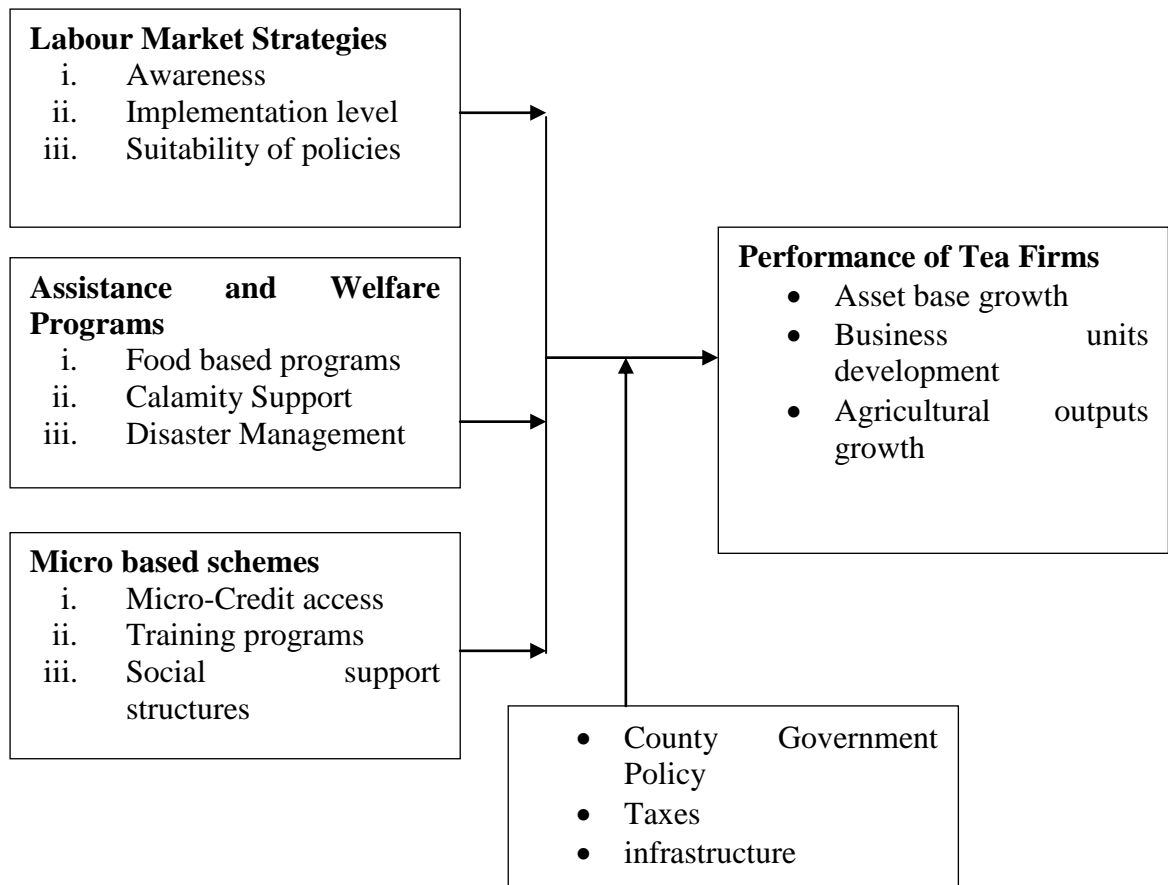 Labour Market Strategies
i. Awareness
ii. Implementation level
iii. Suitability of policies
Assistance and Welfare
Programs
i. Food based programs
ii. Calamity Support
iii. Disaster Management
Micro based schemes
i. Micro-Credit access
ii. Training programs
iii. Social support
structures
Performance of Tea Firms
• Asset base growth
• Business units
development
• Agricultural outputs
growth
• County Government
Policy
• Taxes
• infrastructure